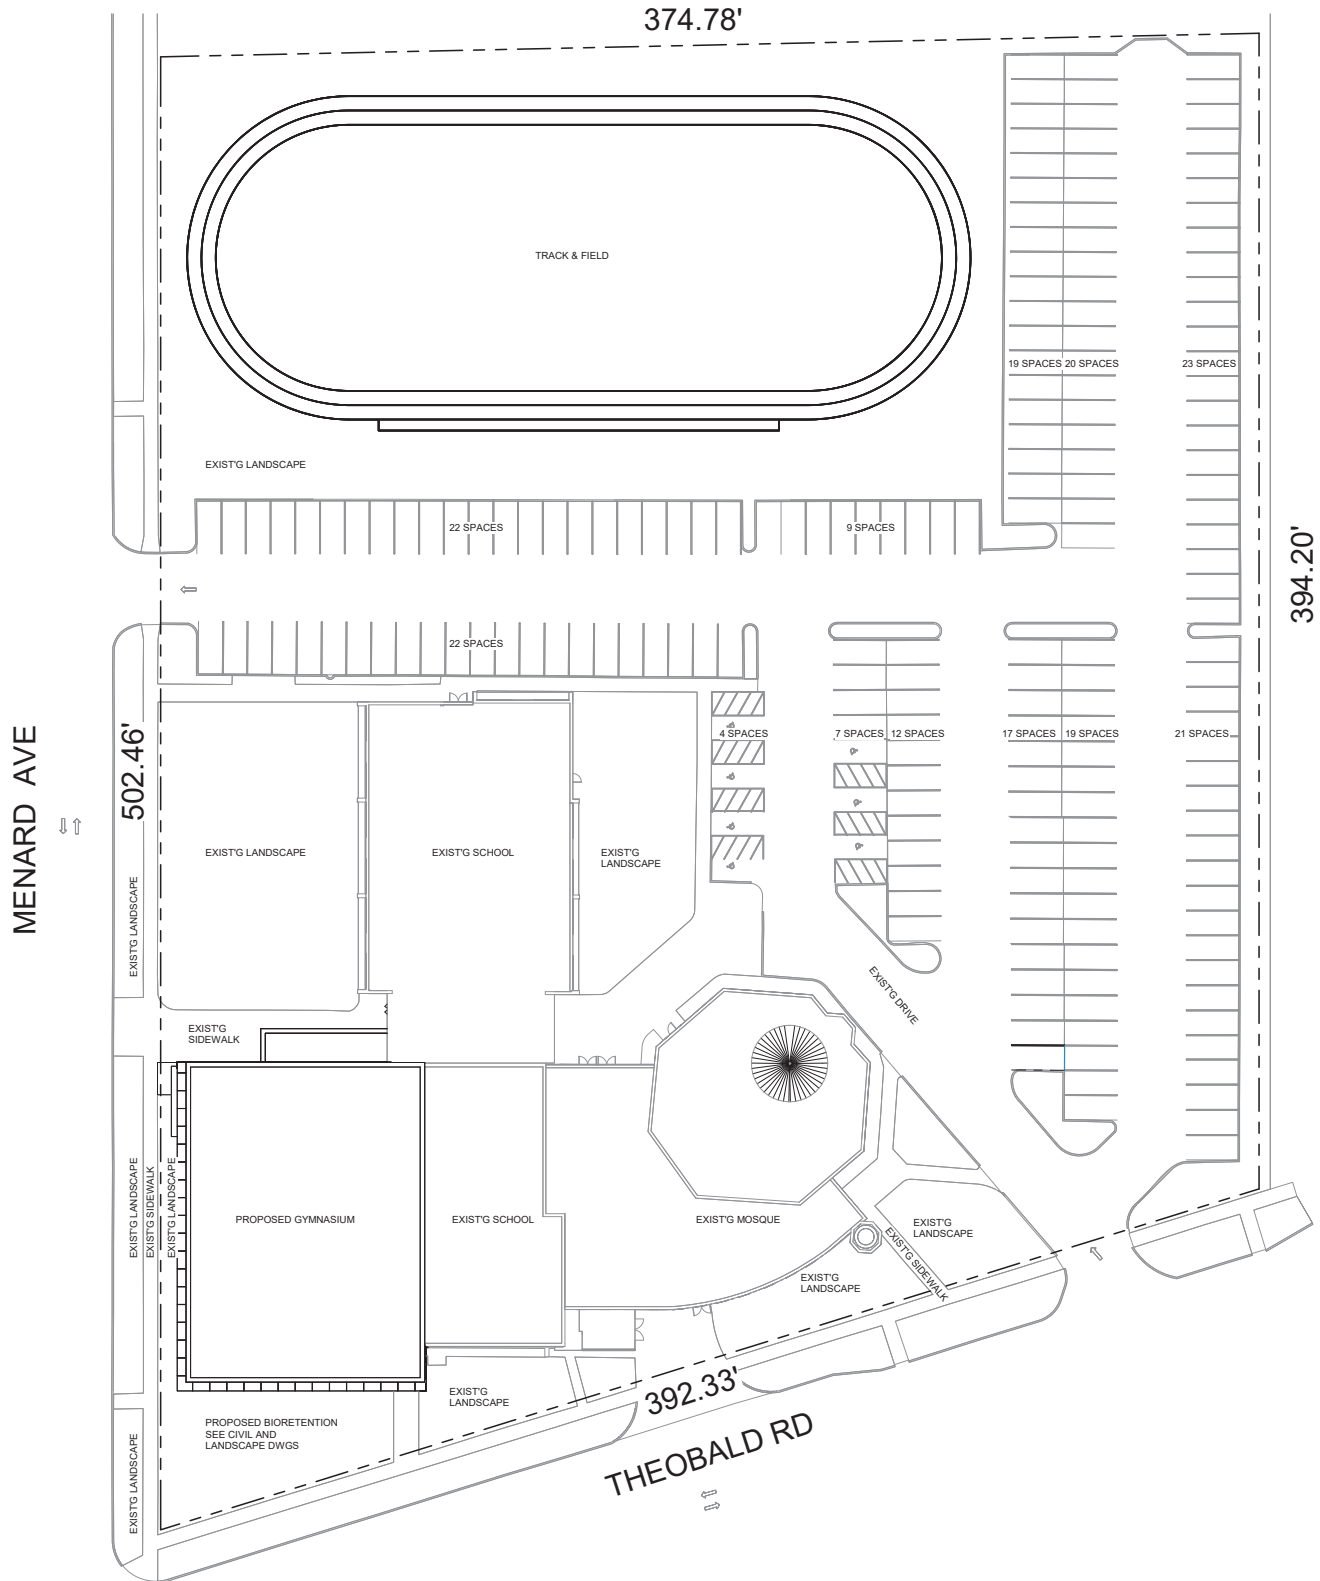 374.78'
TRACK & FIELD
19 SPACES
20 SPACES
23 SPACES
EXIST'G LANDSCAPE
22 SPACES
9 SPACES
394.20'
22 SPACES
MENARD AVE
502.46'
4 SPACES
7 SPACES
12 SPACES
17 SPACES
19 SPACES
21 SPACES
EXIST'G LANDSCAPE
EXIST'G SCHOOL
EXIST'G
LANDSCAPE
EXIST'G LANDSCAPE
EXIST'G DRIVE
EXIST'G
SIDEWALK
EXIST'G LANDSCAPE
EXIST'G SIDEWALK
EXIST'G LANDSCAPE
PROPOSED GYMNASIUM
EXIST'G SCHOOL
EXIST'G MOSQUE
EXIST'G
LANDSCAPE
EXIST'G SIDEWALK
EXIST'G
LANDSCAPE
392.33'
EXIST'G
LANDSCAPE
PROPOSED BIORETENTION
SEE CIVIL AND
LANDSCAPE DWGS
EXIST'G LANDSCAPE
THEOBALD RD